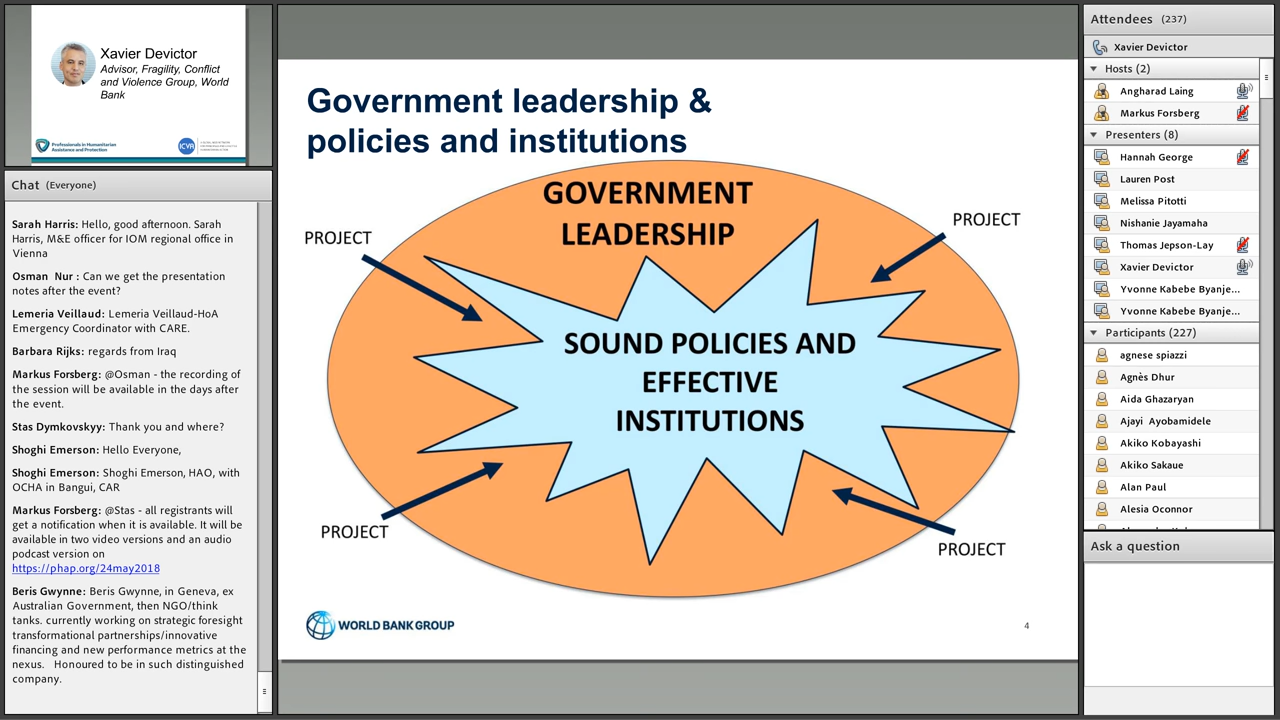 Xavier Devictor
Advisor, Fragility, Conflict
and Violence Group, World
Bank
Professionals in Humanitarian
Assistance and Protection
ICVA
Chat (Everyone)
Sarah Harris: Hello, good afternoon. Sarah
Harris, M&E officer for IOM regional office in
Vienna
Osman Nur : Can we get the presentation
notes after the event?
Lemeria Veillaud: Lemeria Veillaud-HoA
Emergency Coordinator with CARE.
Barbara Rijks: regards from Iraq
Markus Forsberg: @Osman - the recording of
the session will be available in the days after
the event.
Stas Dymkovskyy: Thank you and where?
Shoghi Emerson: Hello Everyone,
Shoghi Emerson: Shoghi Emerson, HAO, with
OCHA in Bangui, CAR
Markus Forsberg: @Stas - all registrants will
get a notification when it is available. It will be
available in two video versions and an audio
podcast version on
https://phap.org/24may2018
Beris Gwynne: Beris Gwynne, in Geneva, ex
Australian Government, then NGO/think
tanks. currently working on strategic foresight
transformational partnerships/innovative
financing and new performance metrics at the
nexus. Honoured to be in such distinguished
company.
Government leadership &
policies and institutions
GOVERNMENT
LEADERSHIP
PROJECT
PROJECT
SOUND POLICIES AND
EFFECTIVE
INSTITUTIONS
PROJECT
PROJECT
WORLD BANK GROUP
4
Attendees (237)
Xavier Devictor
Hosts (2)
Angharad Laing
Markus Forsberg
Presenters (8)
Hannah George
Lauren Post
Melissa Pitotti
Nishanie Jayamaha
Thomas Jepson-Lay
Xavier Devictor
Yvonne Kabebe Byanje...
Yvonne Kabebe Byanje...
Participants (227)
agnese spiazzi
Agnès Dhur
Aida Ghazaryan
Ajayi Ayobamidele
Akiko Kobayashi
Akiko Sakaue
Alan Paul
Alesia Oconnor
Ask a question